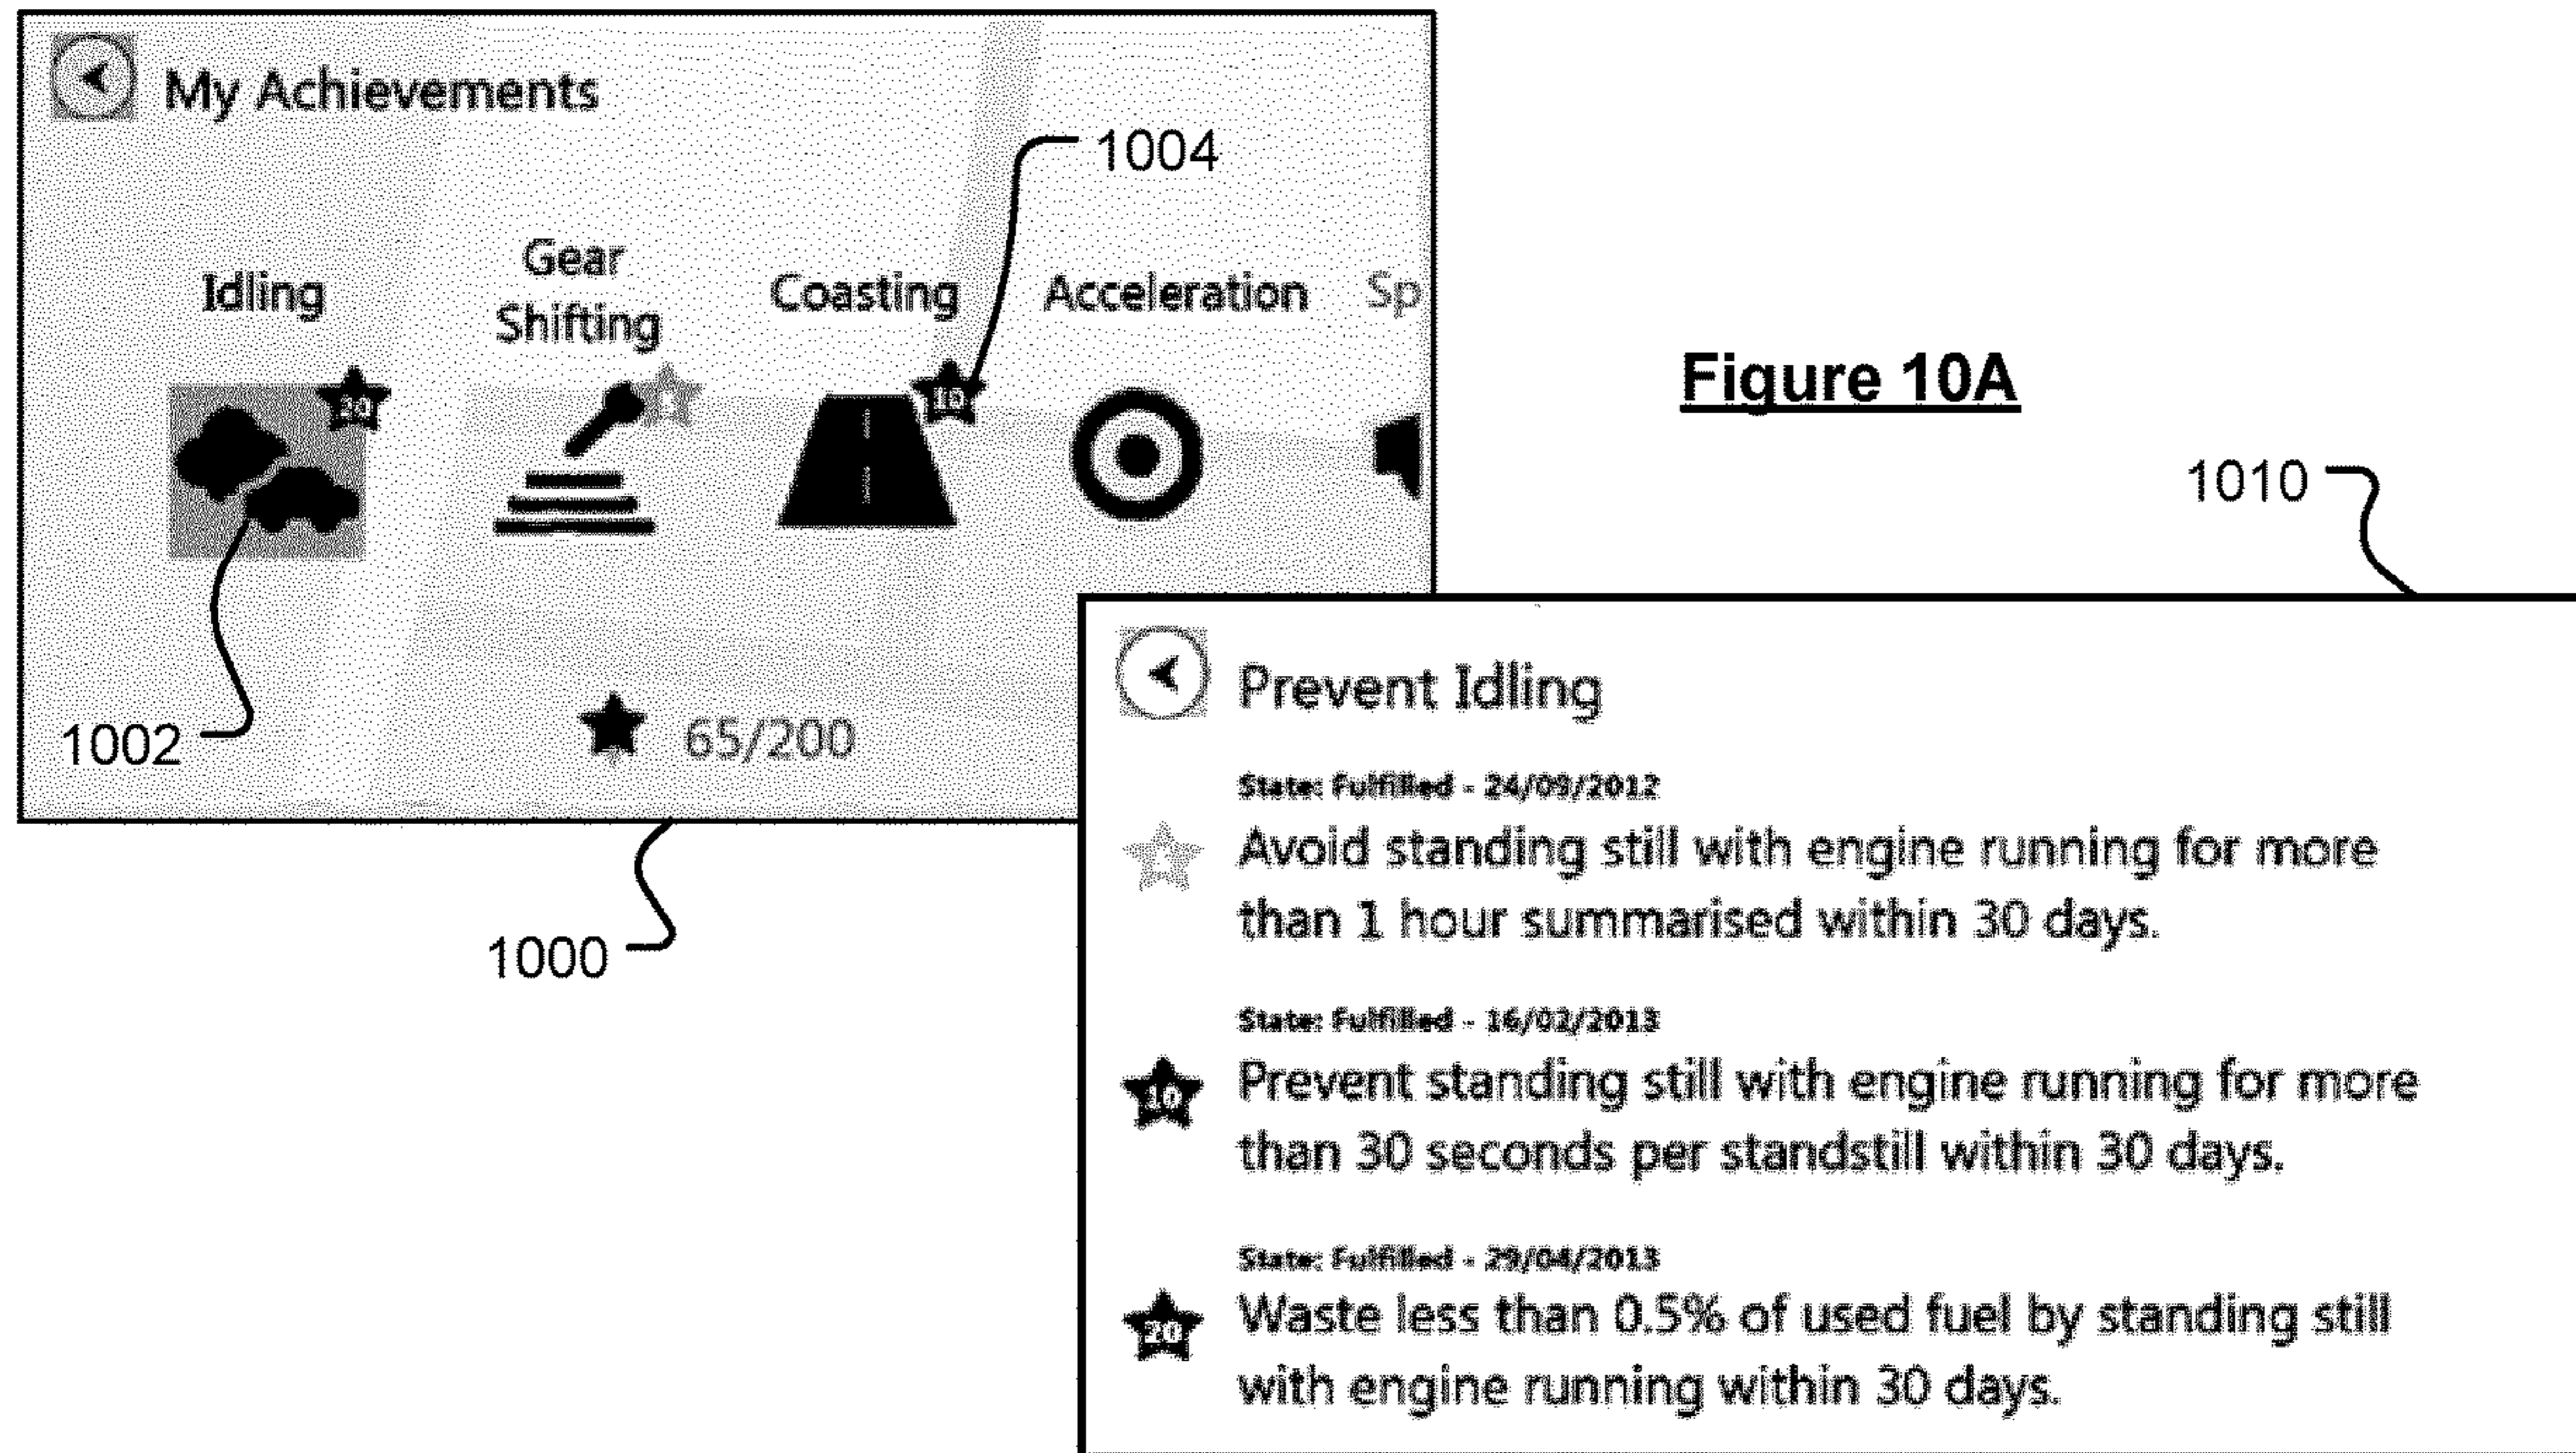 My Achievements
1004
Idling
Gear
Shifting
Coasting
Acceleration
Sp
20
10
1002
65/200
1000
Figure 10A
1010
Prevent Idling
State: Fulfilled - 24/09/2012
Avoid standing still with engine running for more
than 1 hour summarised within 30 days.
State: Fulfilled - 16/02/2013
10
Prevent standing still with engine running for more
than 30 seconds per standstill within 30 days.
State: Fulfilled - 29/04/2013
20
Waste less than 0.5% of used fuel by standing still
with engine running within 30 days.